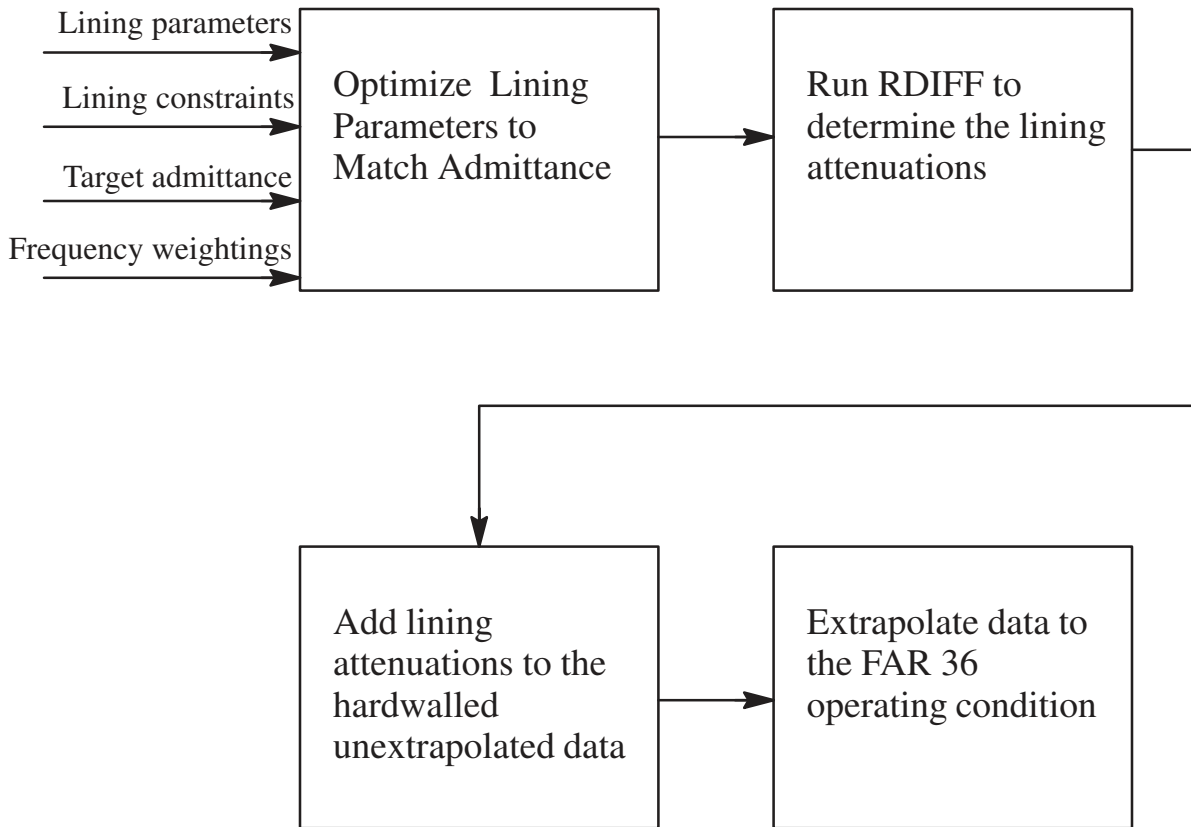 Lining parameters
Lining constraints
Target admittance
Frequency weightings
Optimize Lining
Parameters to
Match Admittance
Run RDIFF to
determine the lining
attenuations
Add lining
attenuations to the
hardwalled
unextrapolated data
Extrapolate data to
the FAR 36
operating condition